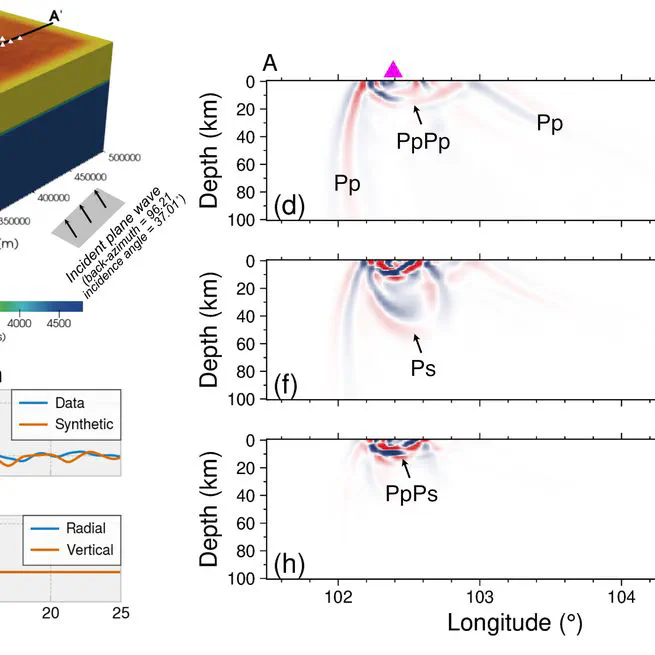 A'
500000
450000
400000
350000
(m)
Incident plane wave
(back-azimuth = 96.21
incidence angle = 37.01°)
4000
4500
s)
Data
Synthetic
Radial
Vertical
20
25
A
0
20
40
60
80
100
Depth (km)
Pp
PpPp
Pp
(d)
0
20
40
60
80
100
Depth (km)
Ps
(f)
0
20
40
60
80
100
Depth (km)
PpPs
(h)
102
103
104
Longitude (°)